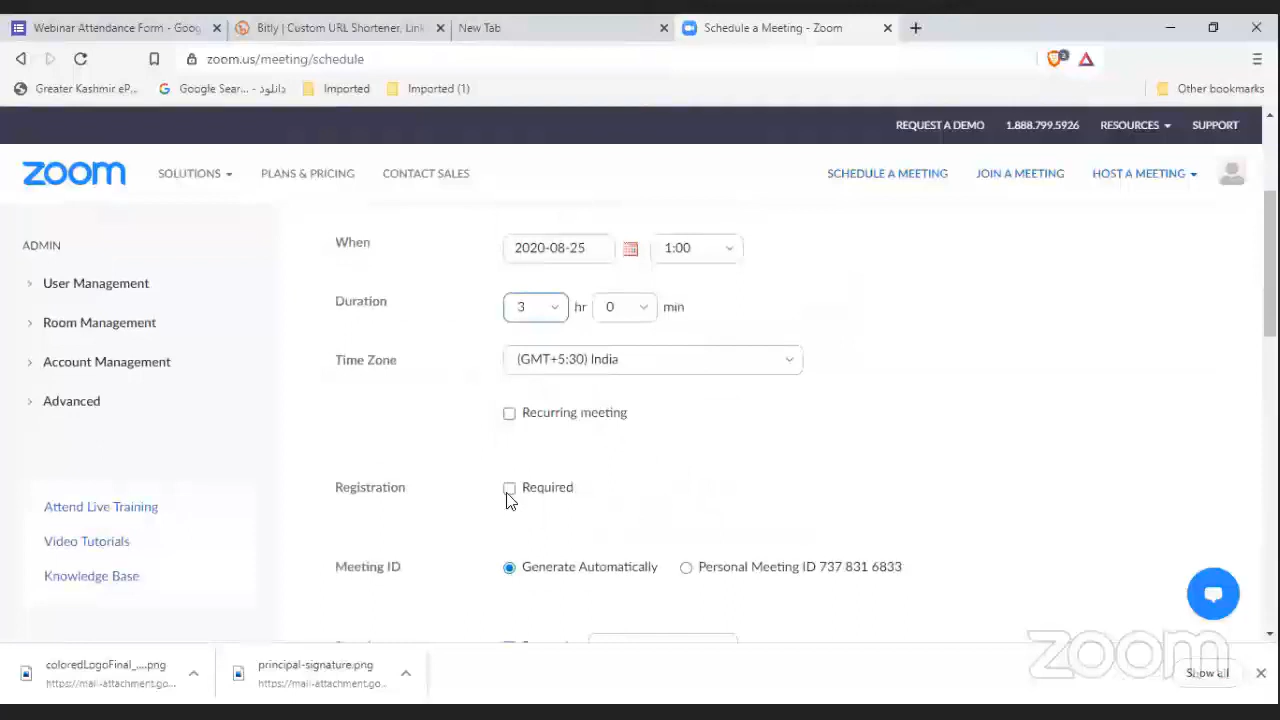 Webinar Attendance Form - Goog
Bitly | Custom URL Shortener, Link
New Tab
Schedule a Meeting - Zoom
zoom.us/meeting/schedule
Greater Kashmir eP...
Google Sear... - دانلود
Imported
Imported (1)
Other bookmarks
REQUEST A DEMO
1.888.799.5926
RESOURCES
SUPPORT
zoom
SOLUTIONS
PLANS & PRICING
CONTACT SALES
SCHEDULE A MEETING
JOIN A MEETING
HOST A MEETING
ADMIN
User Management
Room Management
Account Management
Advanced
Attend Live Training
Video Tutorials
Knowledge Base
When
2020-08-25
1:00
Duration
3
hr
0
min
Time Zone
(GMT+5:30) India
Recurring meeting
Registration
Required
Meeting ID
Generate Automatically
Personal Meeting ID 737 831 6833
zoom
coloredLogoFinal_....png
https://mail-attachment.go...
principal-signature.png
https://mail-attachment.go...
Show all